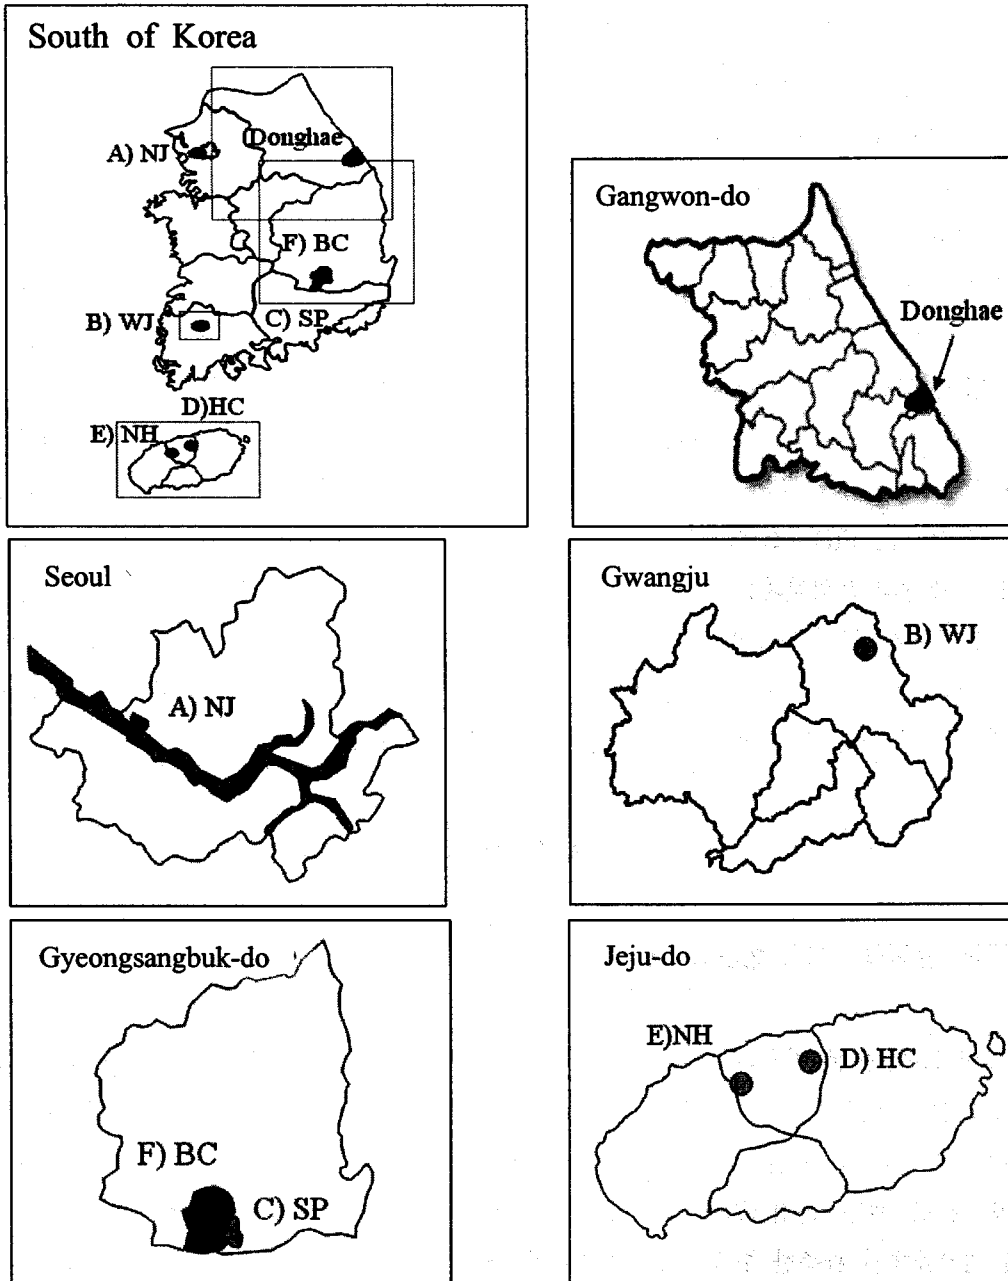 South of Korea
A) NJ
Donghae
F) BC
B) WJ
C) SP
D)HC
E) NH
Gangwon-do
Donghae
Seoul
A) NJ
Gwangju
B) WJ
Gyeongsangbuk-do
F) BC
C) SP
Jeju-do
E)NH
D) HC